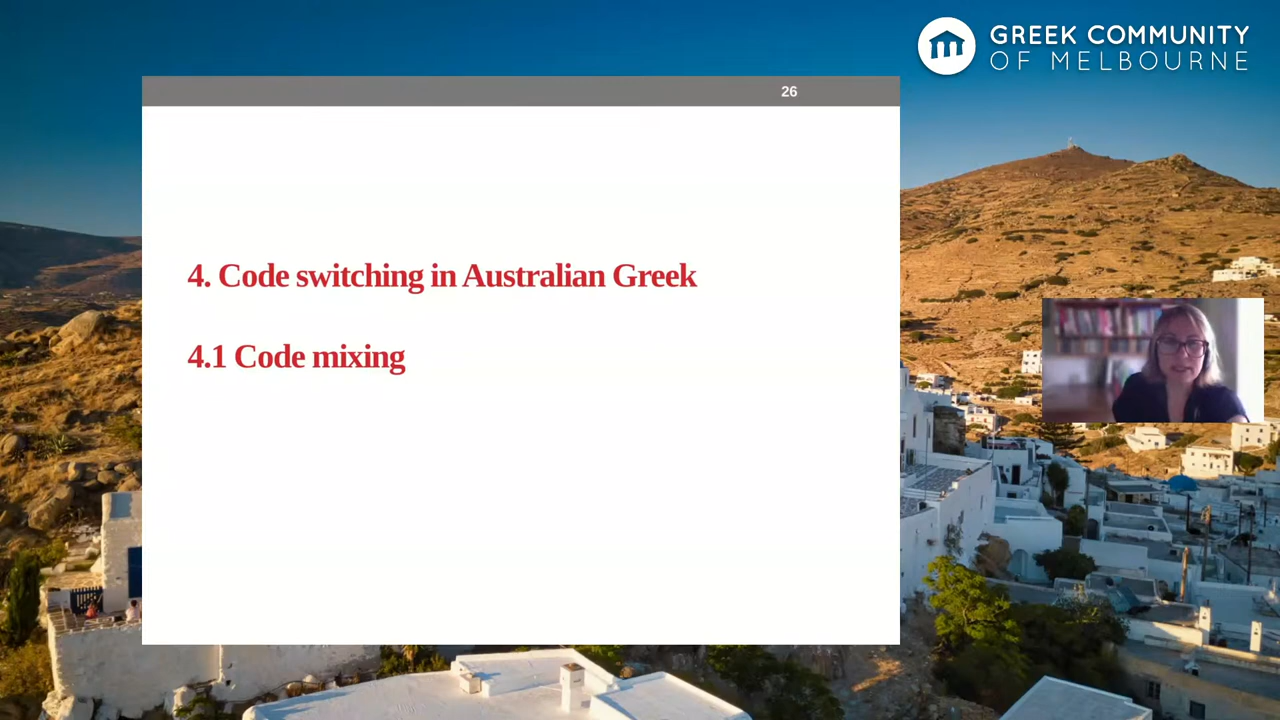 GREEK COMMUNITY
OF MELBOURNE
26
4. Code switching in Australian Greek
4.1 Code mixing